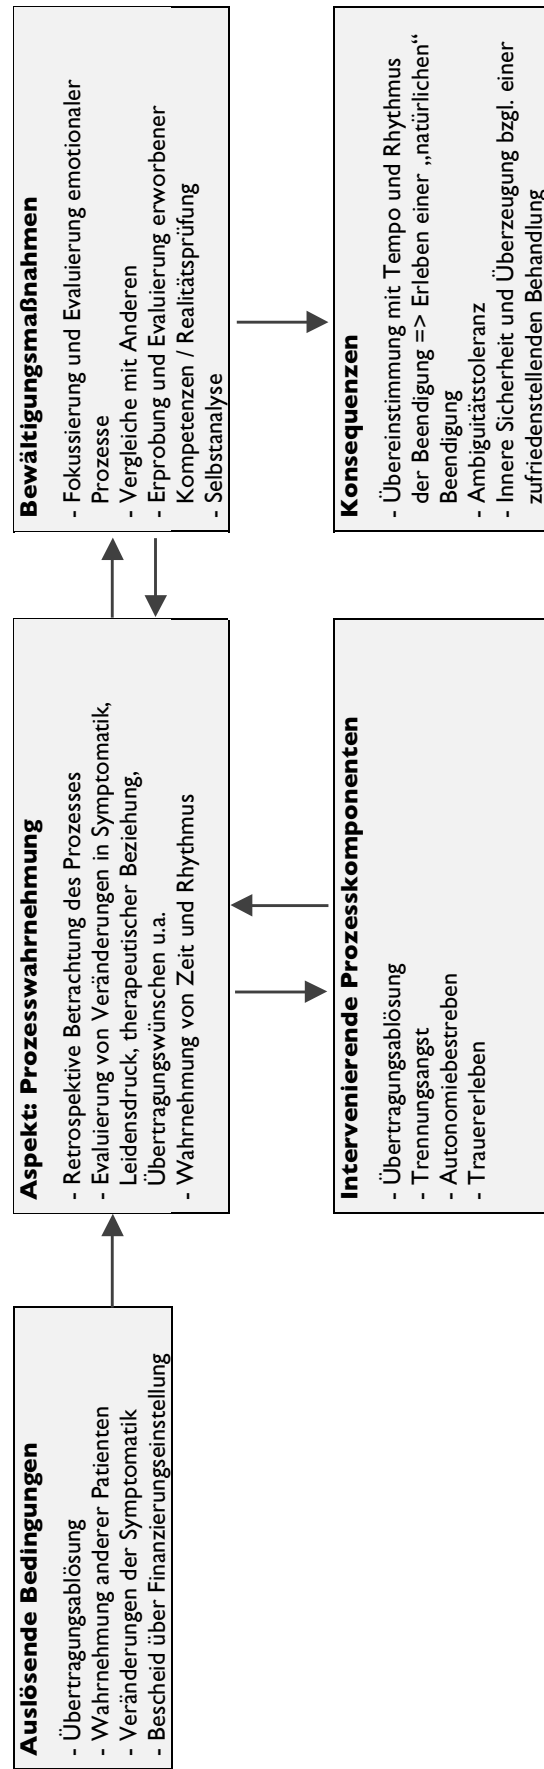 Auslösende Bedingungen
- Übertragungsablösung
- Wahrnehmung anderer Patienten
- Veränderungen der Symptomatik
- Bescheid über Finanzierungseinstellung
Aspekt: Prozesswahrnehmung
- Retrospektive Betrachtung des Prozesses
- Evaluierung von Veränderungen in Symptomatik,
Leidensdruck, therapeutischer Beziehung,
Übertragungswünschen u.a.
- Wahrnehmung von Zeit und Rhythmus
Bewältigungsmaßnahmen
- Fokussierung und Evaluierung emotionaler
Prozesse
- Vergleiche mit Anderen
- Erprobung und Evaluierung erworbener
Kompetenzen / Realitätsprüfung
- Selbstanalyse
Intervenierende Prozesskomponenten
- Übertragungsablösung
- Trennungsangst
- Autonomiebestreben
- Trauererleben
Konsequenzen
- Übereinstimmung mit Tempo und Rhythmus
der Beendigung => Erleben einer „natürlichen“
Beendigung
- Ambiguitätstoleranz
- Innere Sicherheit und Überzeugung bzgl. einer
zufriedenstellenden Behandlung